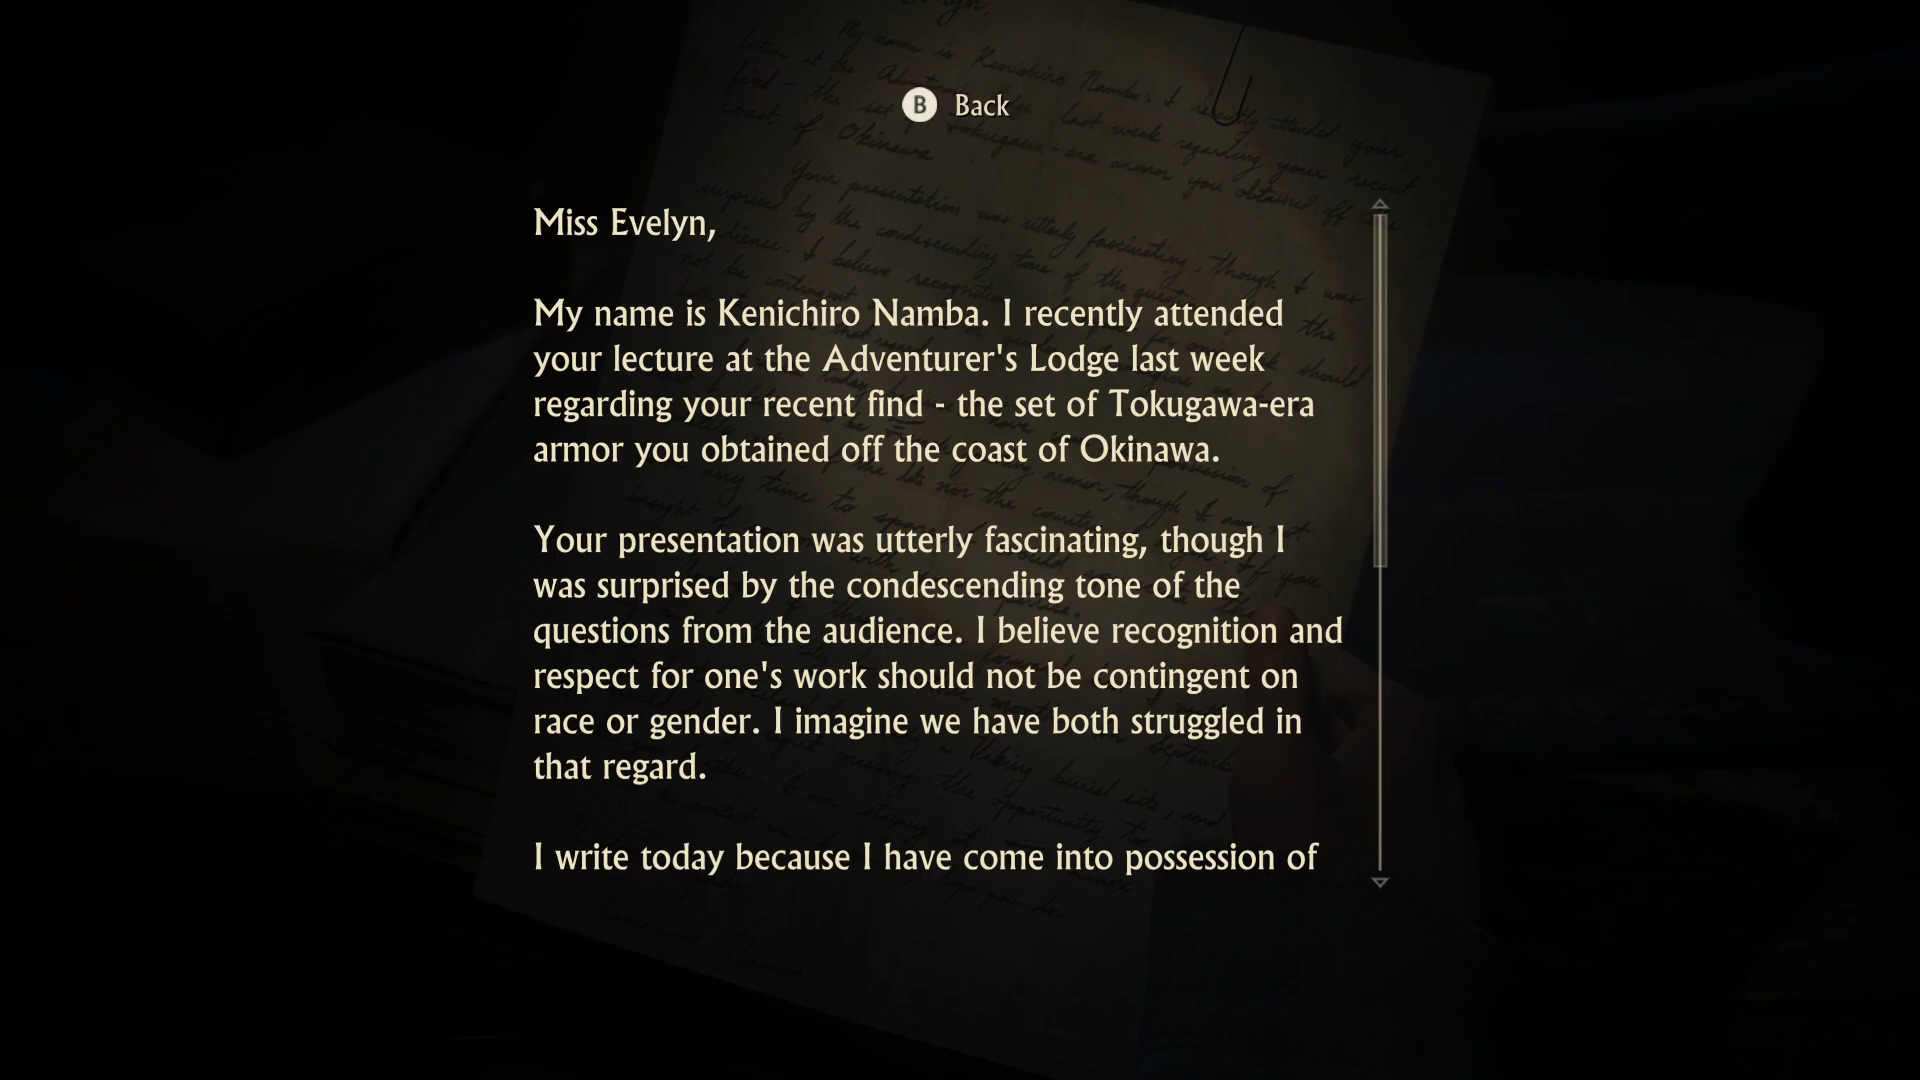 B Back
Miss Evelyn,
My name is Kenichiro Namba. I recently attended
your lecture at the Adventurer's Lodge last week
regarding your recent find - the set of Tokugawa-era
armor you obtained off the coast of Okinawa.
Your presentation was utterly fascinating, though I
was surprised by the condescending tone of the
questions from the audience. I believe recognition and
respect for one's work should not be contingent on
race or gender. I imagine we have both struggled in
that regard.
I write today because I have come into possession of